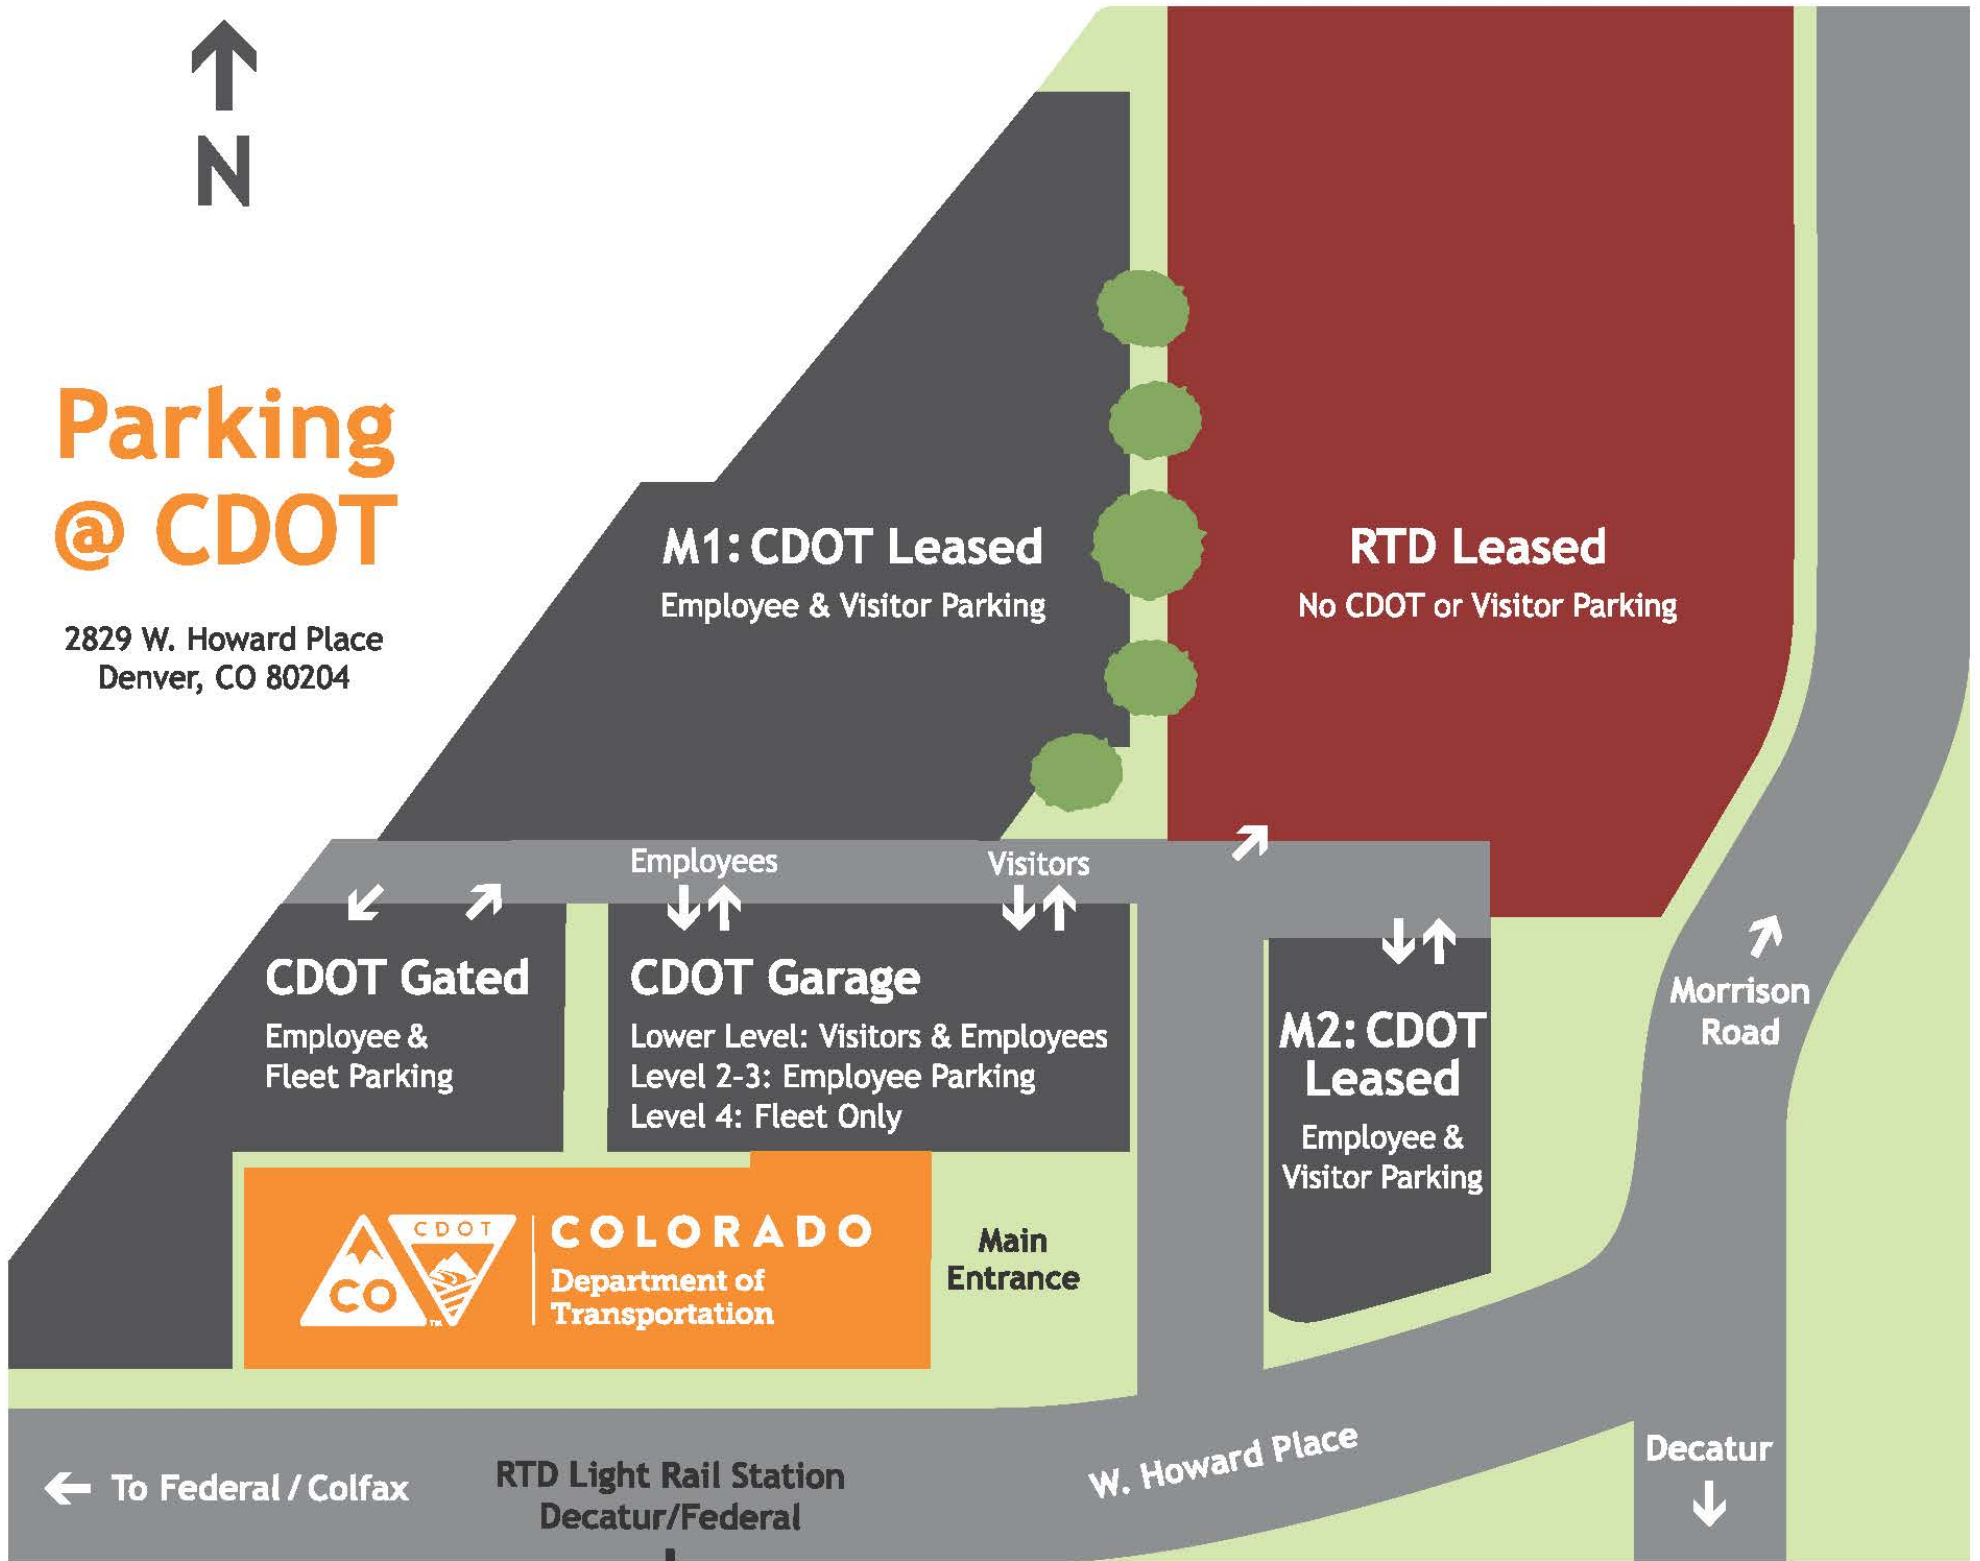 N
Parking
@ CDOT
2829 W. Howard Place
Denver, CO 80204
M1: CDOT Leased
Employee & Visitor Parking
RTD Leased
No CDOT or Visitor Parking
Employees
Visitors
CDOT Gated
Employee &
Fleet Parking
CDOT Garage
Lower Level: Visitors & Employees
Level 2-3: Employee Parking
Level 4: Fleet Only
M2: CDOT
Leased
Employee &
Visitor Parking
Morrison
Road
CDOT
CO
TM
COLORADO
Department of
Transportation
Main
Entrance
← To Federal / Colfax
RTD Light Rail Station
Decatur/Federal
W. Howard Place
Decatur